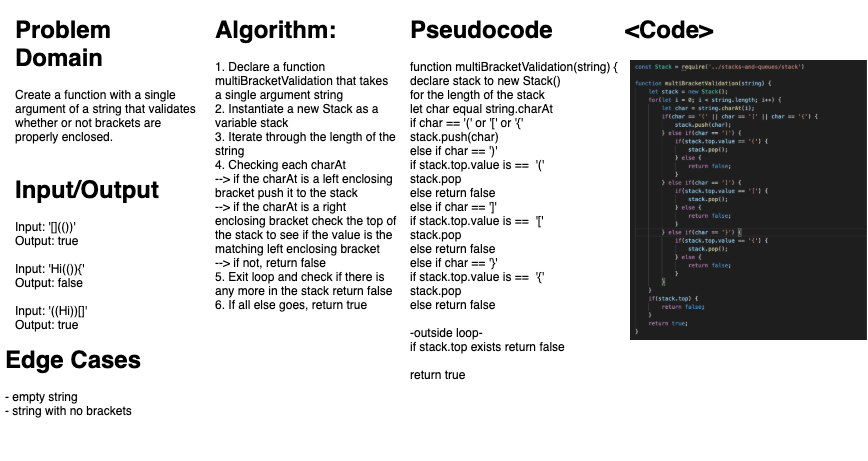 Problem
Domain
Create a function with a single
argument of a string that validates
whether or not brackets are
properly enclosed.
Input/Output
Input: '[](())'
Output: true
Input: 'Hi(()){'
Output: false
Input: '((Hi))[]'
Output: true
Edge Cases
- empty string
- string with no brackets
Algorithm:
1. Declare a function
multiBracketValidation that takes
a single argument string
2. Instantiate a new Stack as a
variable stack
3. Iterate through the length of the
string
4. Checking each charAt
--> if the charAt is a left enclosing
bracket push it to the stack
--> if the charAt is a right
enclosing bracket check the top of
the stack to see if the value is the
matching left enclosing bracket
--> if not, return false
5. Exit loop and check if there is
any more in the stack return false
6. If all else goes, return true
Pseudocode
function multiBracketValidation(string) {
declare stack to new Stack()
for the length of the stack
let char equal string.charAt
if char == '(' or '[' or '{'
stack.push(char)
else if char == ')'
if stack.top.value is == '('
stack.pop
else return false
else if char == ']'
if stack.top.value is == '['
stack.pop
else return false
else if char == '}'
if stack.top.value is == '{'
stack.pop
else return false
-outside loop-
if stack.top exists return false
return true
<Code>
const Stack = require('../stacks-and-queues/stack')
function multiBracketValidation(string) {
let stack = new Stack();
for(let i = 0; i < string.length; i++) {
let char = string.charAt(i);
if(char == '(' || char == '[' || char == '{') {
stack.push(char);
} else if(char == ')') {
if(stack.top.value == '(') {
stack.pop();
} else {
return false;
}
} else if(char == ']') {
if(stack.top.value == '[') {
stack.pop();
} else {
return false;
}
} else if(char == '}') {
if(stack.top.value == '{') {
stack.pop();
} else {
return false;
}
}
}
if(stack.top) {
return false;
}
return true;
}